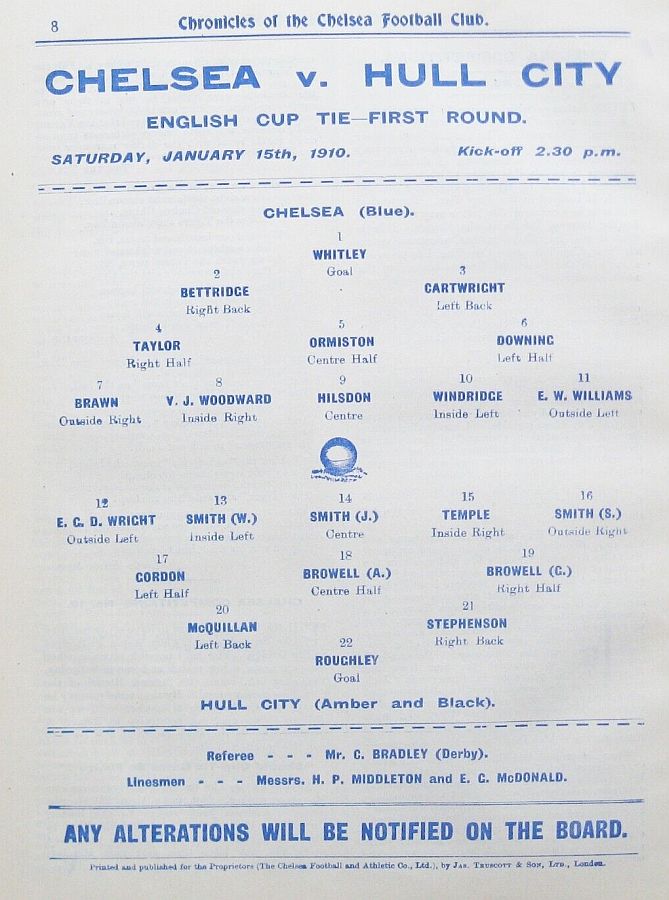 8 Chronicles of the Chelsea Football Club.
CHELSEA v. HULL CITY
ENGLISH CUP TIE—FIRST ROUND.
SATURDAY, JANUARY 15th, 1910. Kick-off 2.30 p.m.
CHELSEA (Blue).
1
WHITLEY
Goal
2 3
BETTRIDGE CARTWRIGHT
Right Back Left Back
4 5 6
TAYLOR ORMISTON DOWNING
Right Half Centre Half Left Half
7 8 9 10 11
BRAWN V. J. WOODWARD HILSDON WINDRIDGE E. W. WILLIAMS
Outside Right Inside Right Centre Inside Left Outside Left
12 13 14 15 16
E. G. D. WRIGHT SMITH (W.) SMITH (J.) TEMPLE SMITH (S.)
Outside Left Inside Left Centre Inside Right Outside Right
17 18 19
GORDON BROWELL (A.) BROWELL (G.)
Left Half Centre Half Right Half
20 21
McQUILLAN STEPHENSON
Left Back Right Back
22
ROUGHLEY
Goal
HULL CITY (Amber and Black).
Referee - - - Mr. C. BRADLEY (Derby).
Linesmen - - - Messrs. H. P. MIDDLETON and E. C. McDONALD.
ANY ALTERATIONS WILL BE NOTIFIED ON THE BOARD.
Printed and published for the Proprietors (The Chelsea Football and Athletic Co., Ltd.), by JAS. TRUSCOTT & SON, LTD., London.